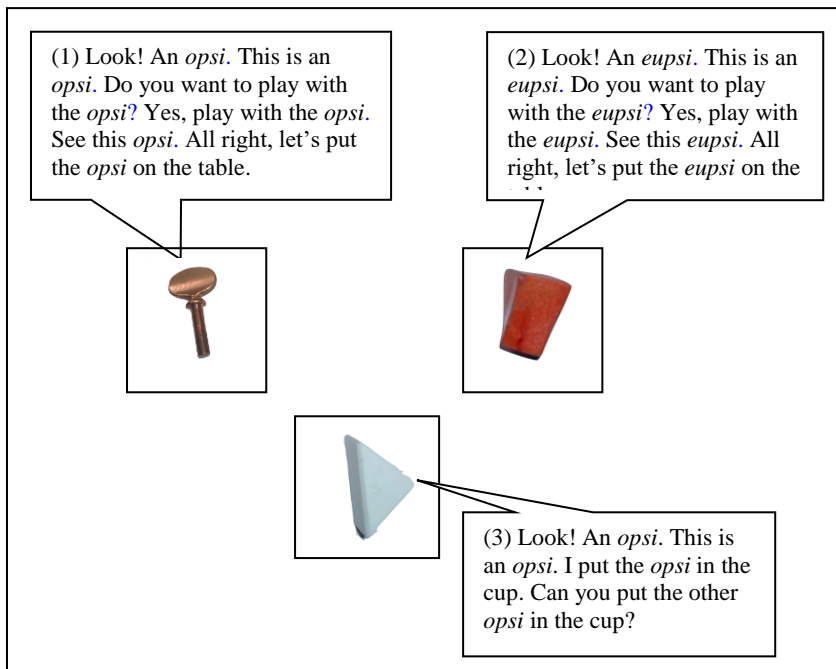 (1) Look! An opsi. This is an
opsi. Do you want to play with
the opsi? Yes, play with the opsi.
See this opsi. All right, let's put
the opsi on the table.
(2) Look! An eupsi. This is an
eupsi. Do you want to play
with the eupsi? Yes, play with
the eupsi. See this eupsi. All
right, let's put the eupsi on the
(3) Look! An opsi. This is
an opsi. I put the opsi in the
cup. Can you put the other
opsi in the cup?